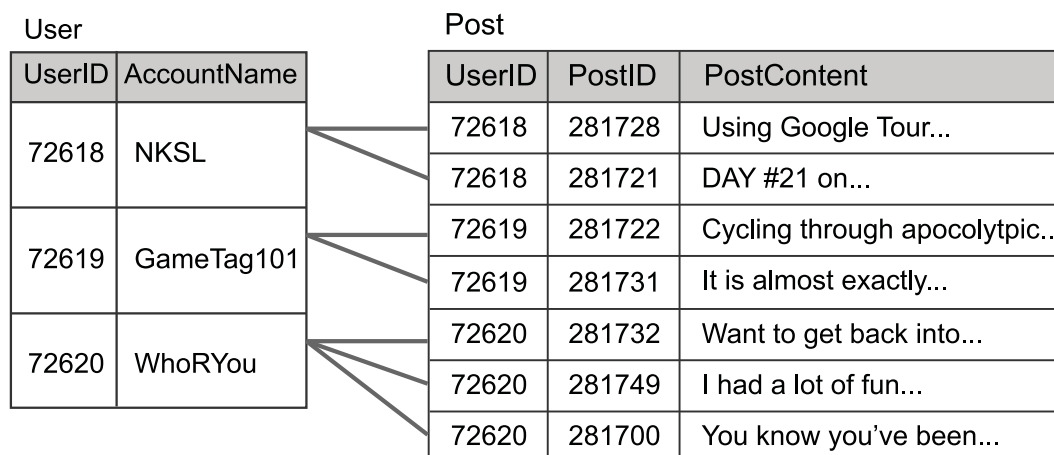 User
UserID AccountName
72618 NKSL
72619 GameTag101
72620 WhoRYou
Post
UserID PostID PostContent
72618 281728 Using Google Tour...
72618 281721 DAY #21 on...
72619 281722 Cycling through apocolytpic..
72619 281731 It is almost exactly...
72620 281732 Want to get back into...
72620 281749 I had a lot of fun...
72620 281700 You know you've been...